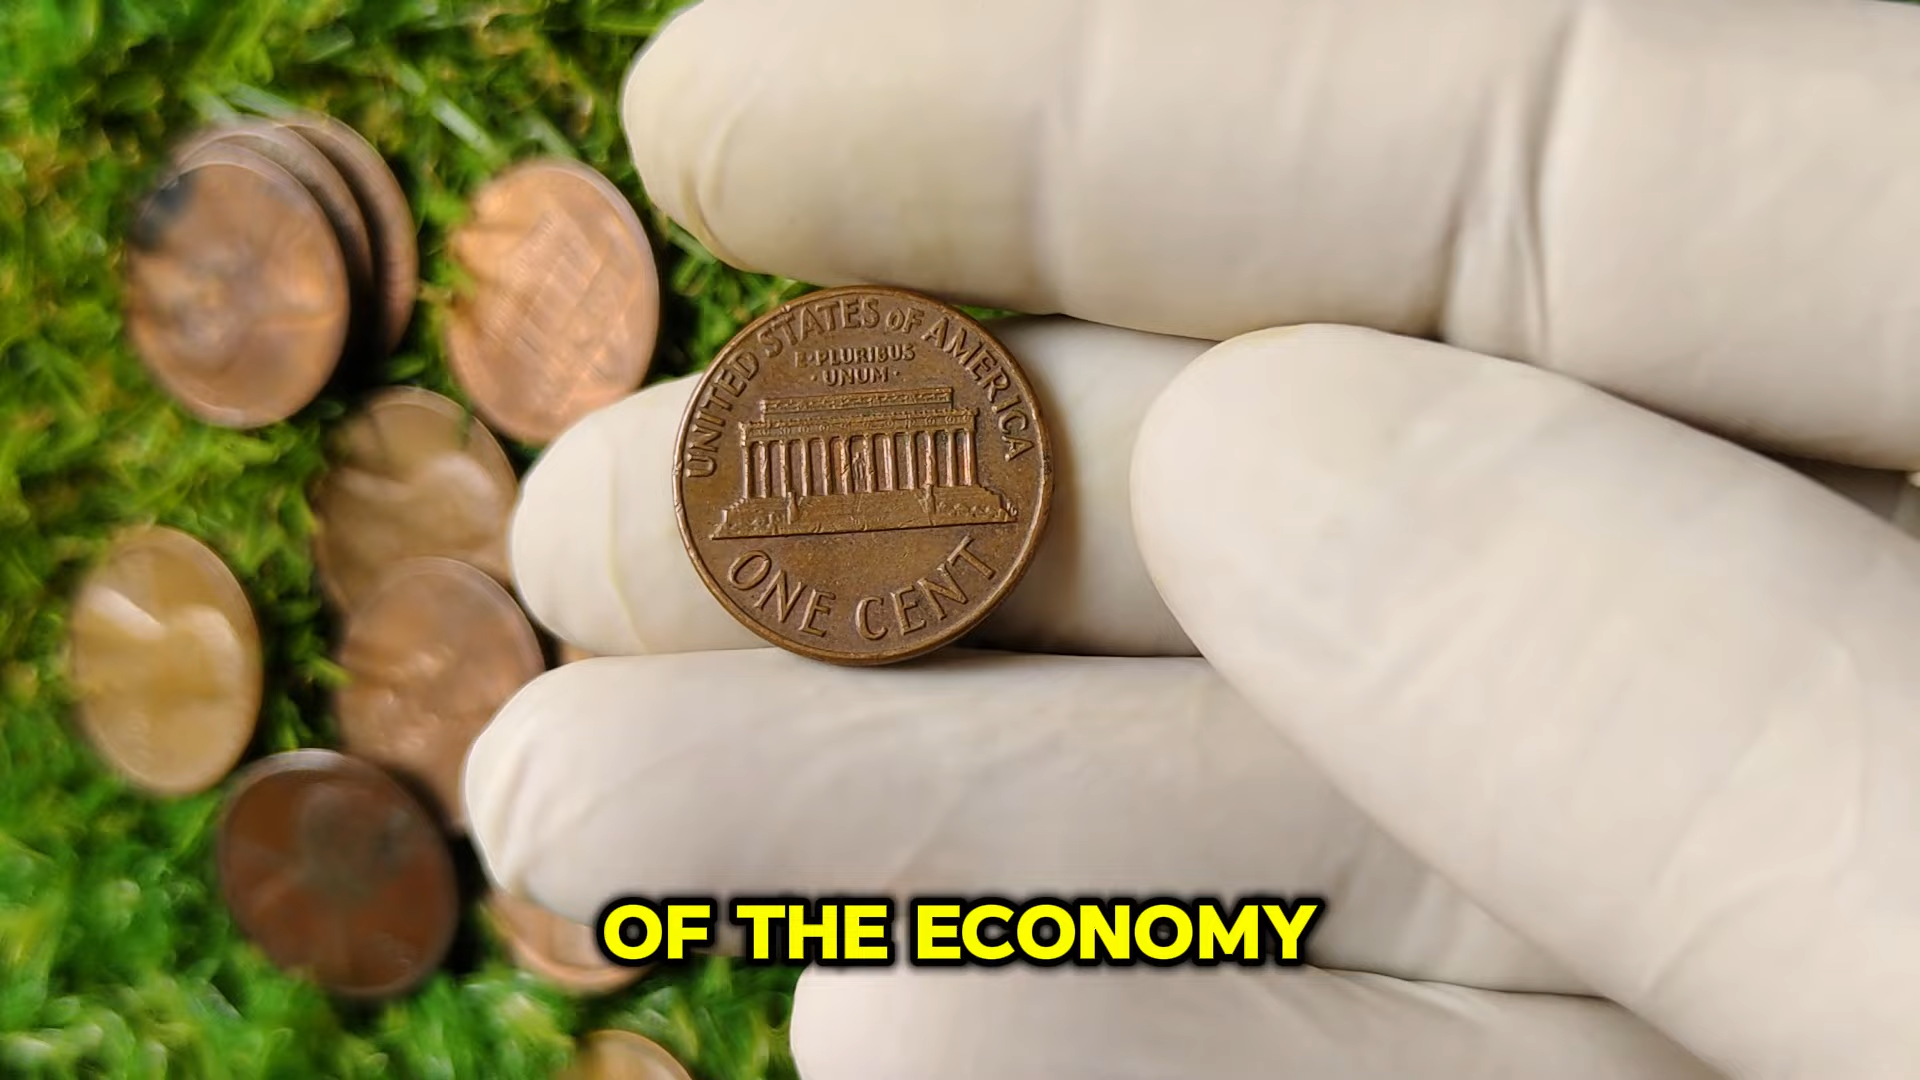 UNITED STATES OF AMERICA
E·PLURIBUS
·UNUM·
ONE CENT
OF THE ECONOMY